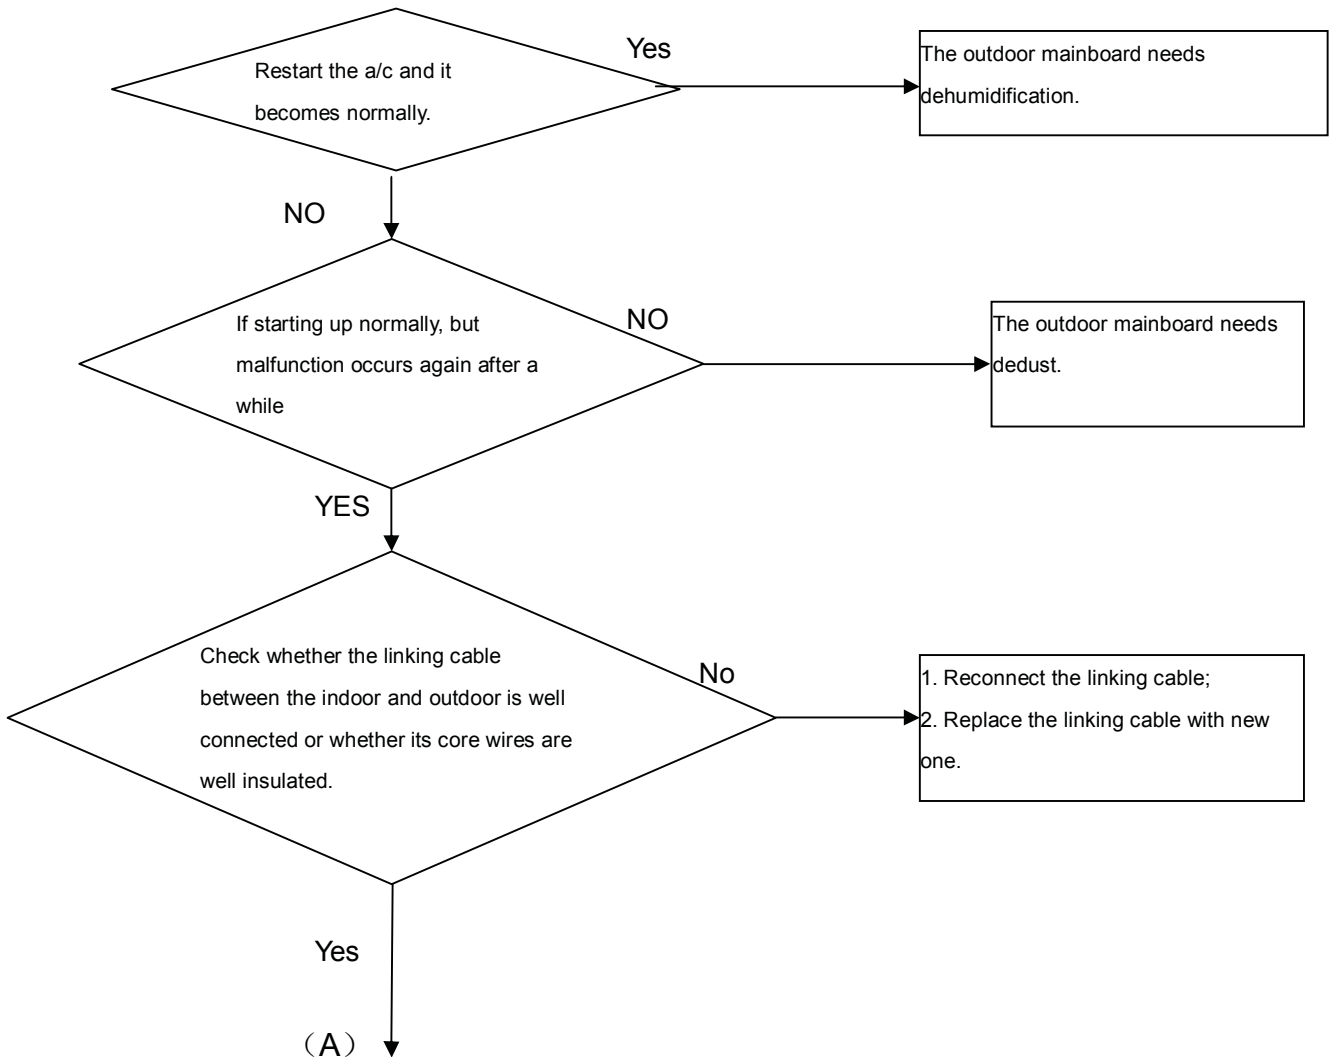 Restart the a/c and it
becomes normally.
Yes
The outdoor mainboard needs
dehumidification.
NO
If starting up normally, but
malfunction occurs again after a
while
NO
The outdoor mainboard needs
dedust.
YES
Check whether the linking cable
between the indoor and outdoor is well
connected or whether its core wires are
well insulated.
No
1. Reconnect the linking cable;
2. Replace the linking cable with new
one.
Yes
（A）